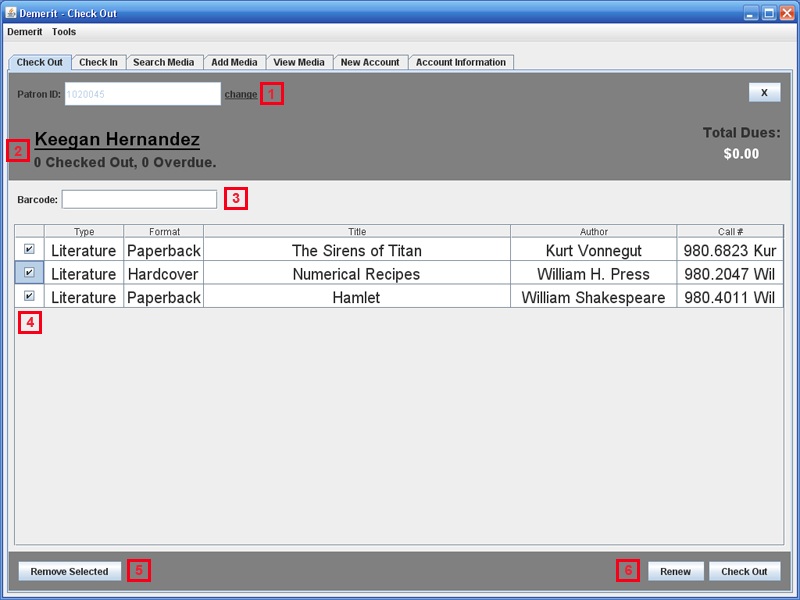 Demerit - Check Out
Demerit Tools
Check Out Check In Search Media Add Media View Media New Account Account Information
Patron ID: 1020045 change 1 X
Keegan Hernandez Total Dues:
2 0 Checked Out, 0 Overdue. $0.00
Barcode: 3
Type Format Title Author Call #
Literature Paperback The Sirens of Titan Kurt Vonnegut 980.6823 Kur
Literature Hardcover Numerical Recipes William H. Press 980.2047 Wil
Literature Paperback Hamlet William Shakespeare 980.4011 Wil
4
Remove Selected 5 6 Renew Check Out